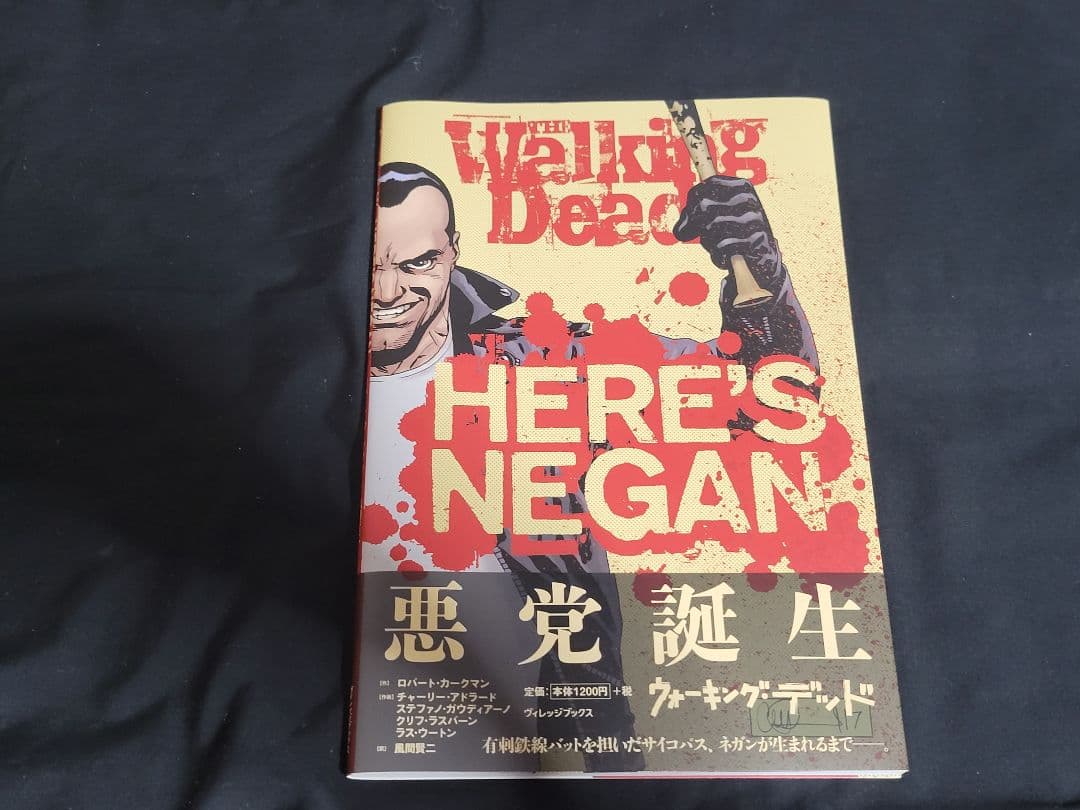 THE
Walking
Dead
HERE'S
NEGAN
悪党誕生
[作] ロバート・カークマン
[作画] チャーリー・アドラード
ステファノ・ガウディアーノ
クリフ・ラスバーン
ラス・ウートン
[訳] 風間賢二
定価：本体1200円+税
ヴィレッジブックス
ウォーキング・デッド
17
有刺鉄線バットを担いだサイコパス、ネガンが生まれるまで――。